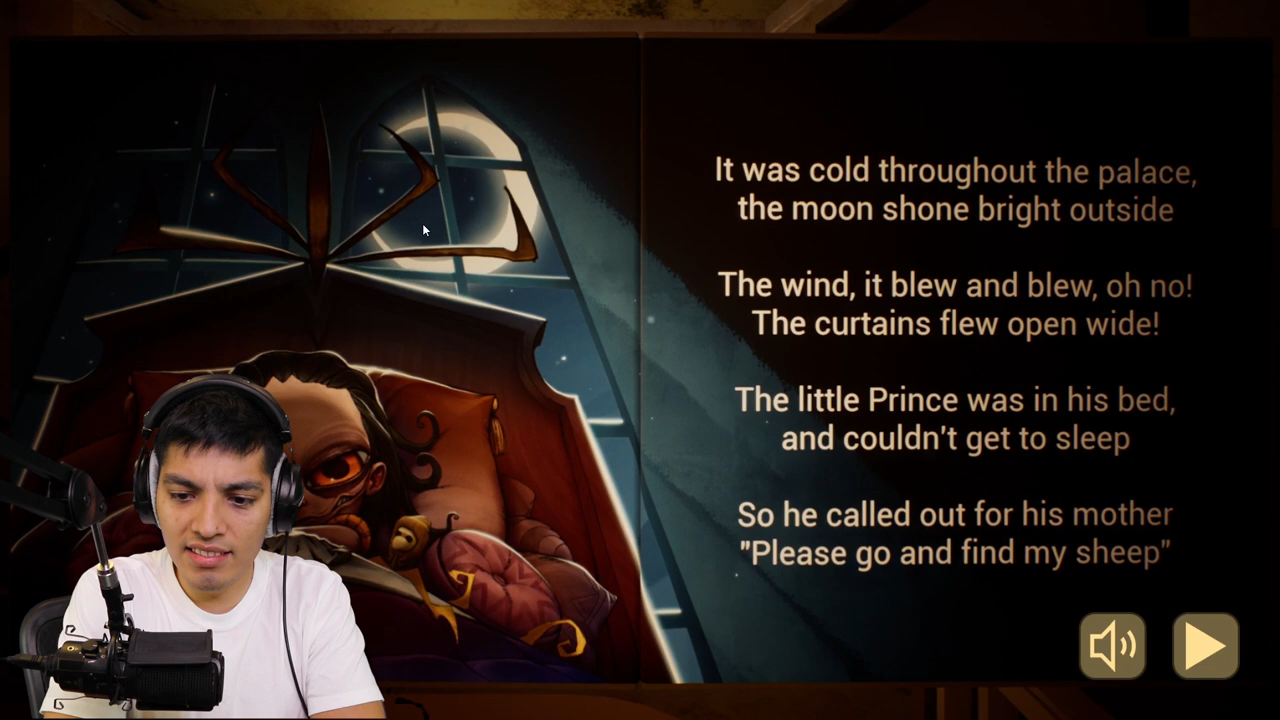 It was cold throughout the palace,
the moon shone bright outside
The wind, it blew and blew, oh no!
The curtains flew open wide!
The little Prince was in his bed,
and couldn't get to sleep
So he called out for his mother
"Please go and find my sheep"